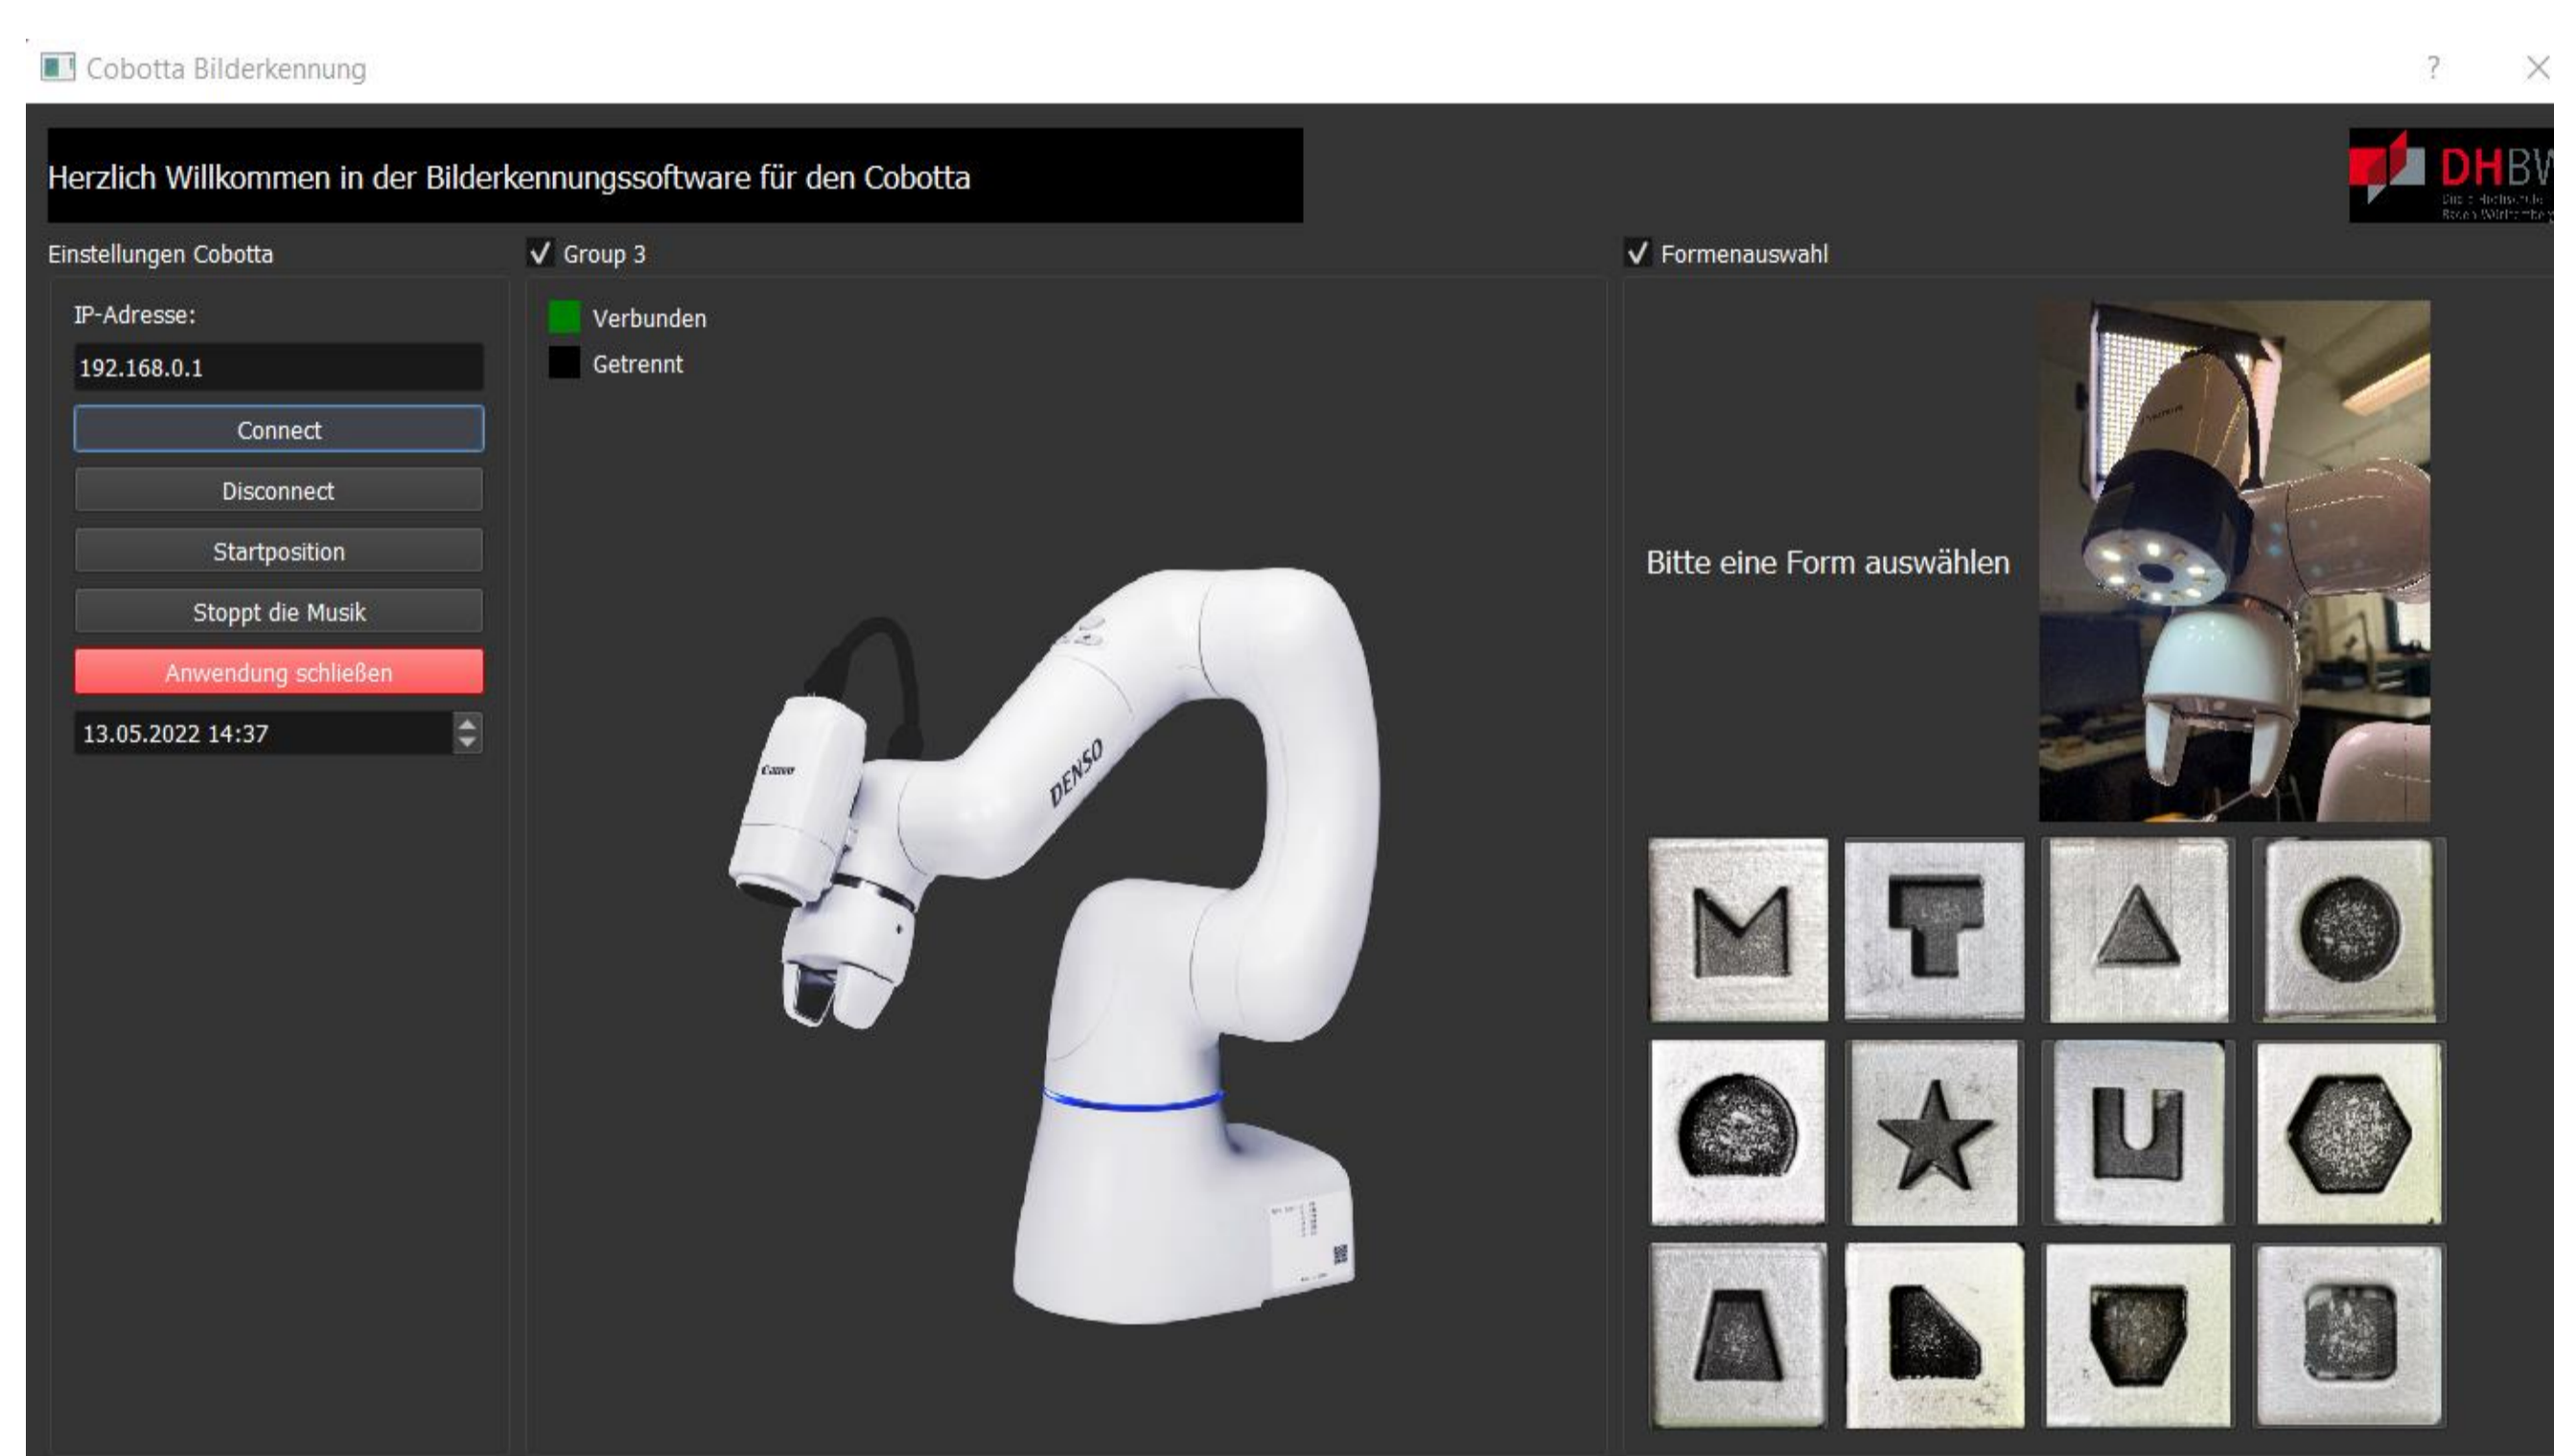 Cobotta Bilderkennung
?
Herzlich Willkommen in der Bilderkennungssoftware für den Cobotta
DHBW
Einstellungen Cobotta
Group 3
Formenauswahl
IP-Adresse:
192.168.0.1
Connect
Disconnect
Startposition
Stoppt die Musik
Anwendung schließen
13.05.2022 14:37
Verbunden
Getrennt
Canon
DENSO
Bitte eine Form auswählen